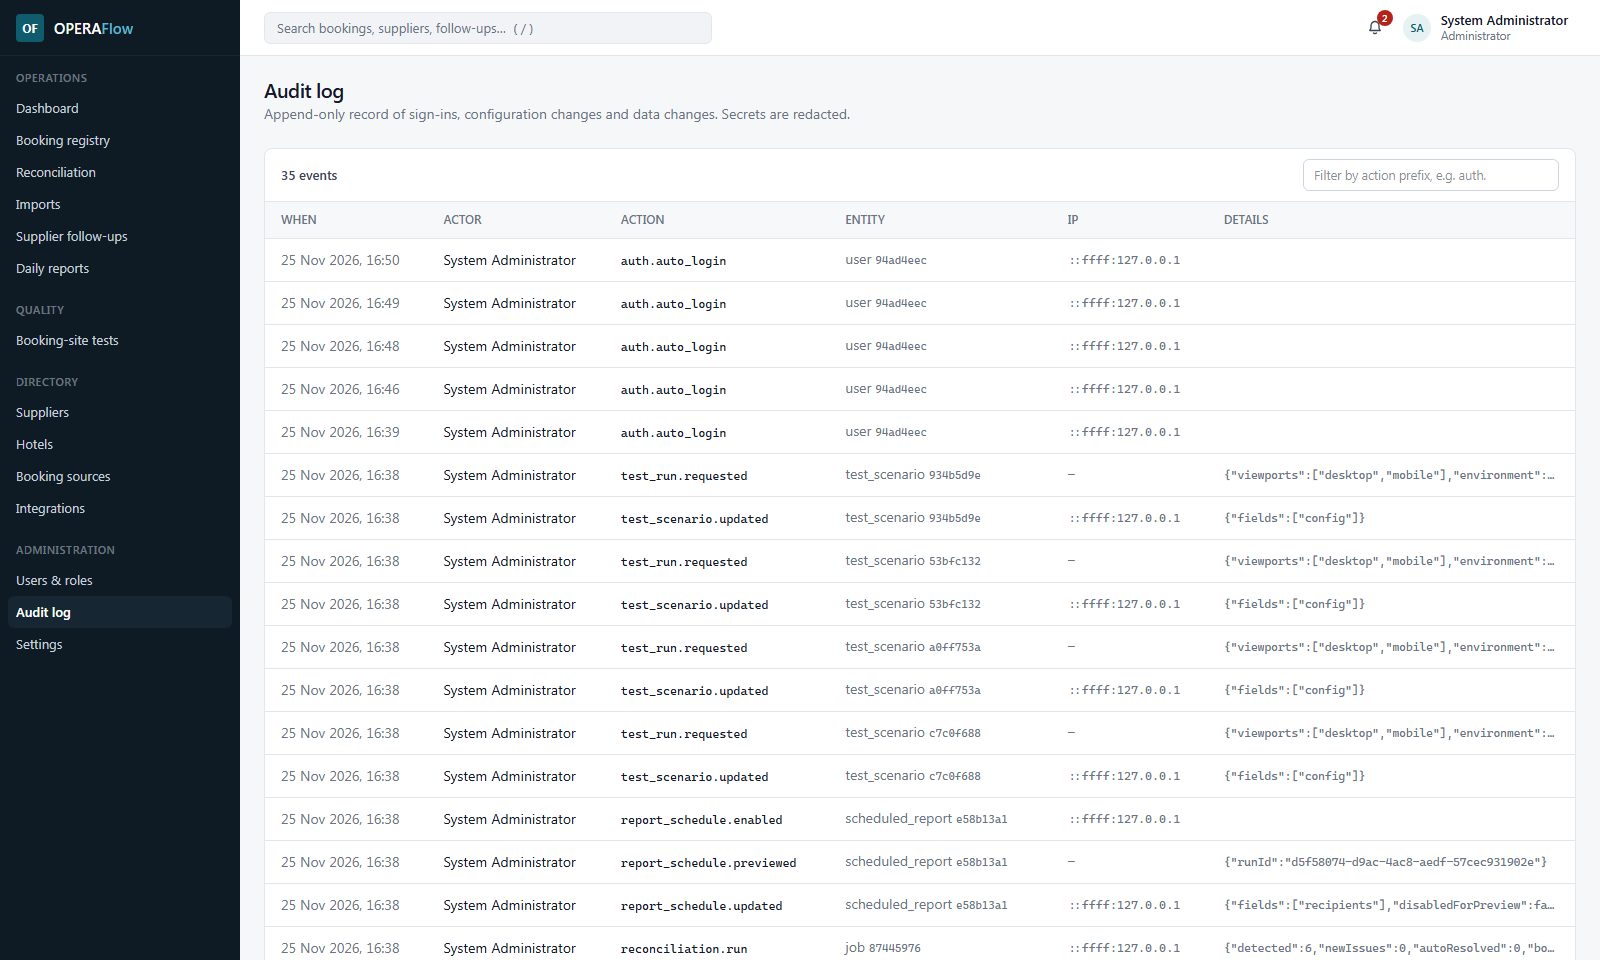 OF OPERAFlow
Search bookings, suppliers, follow-ups... ( / )
2
SA
System Administrator
Administrator
OPERATIONS
Dashboard
Booking registry
Reconciliation
Imports
Supplier follow-ups
Daily reports
QUALITY
Booking-site tests
DIRECTORY
Suppliers
Hotels
Booking sources
Integrations
ADMINISTRATION
Users & roles
Audit log
Settings
Audit log
Append-only record of sign-ins, configuration changes and data changes. Secrets are redacted.
35 events
Filter by action prefix, e.g. auth.
WHEN ACTOR ACTION ENTITY IP DETAILS
25 Nov 2026, 16:50 System Administrator auth.auto_login user 94ad4eec ::ffff:127.0.0.1
25 Nov 2026, 16:49 System Administrator auth.auto_login user 94ad4eec ::ffff:127.0.0.1
25 Nov 2026, 16:48 System Administrator auth.auto_login user 94ad4eec ::ffff:127.0.0.1
25 Nov 2026, 16:46 System Administrator auth.auto_login user 94ad4eec ::ffff:127.0.0.1
25 Nov 2026, 16:39 System Administrator auth.auto_login user 94ad4eec ::ffff:127.0.0.1
25 Nov 2026, 16:38 System Administrator test_run.requested test_scenario 934b5d9e – {"viewports":["desktop","mobile"],"environment":…
25 Nov 2026, 16:38 System Administrator test_scenario.updated test_scenario 934b5d9e ::ffff:127.0.0.1 {"fields":["config"]}
25 Nov 2026, 16:38 System Administrator test_run.requested test_scenario 53bfc132 – {"viewports":["desktop","mobile"],"environment":…
25 Nov 2026, 16:38 System Administrator test_scenario.updated test_scenario 53bfc132 ::ffff:127.0.0.1 {"fields":["config"]}
25 Nov 2026, 16:38 System Administrator test_run.requested test_scenario a0ff753a – {"viewports":["desktop","mobile"],"environment":…
25 Nov 2026, 16:38 System Administrator test_scenario.updated test_scenario a0ff753a ::ffff:127.0.0.1 {"fields":["config"]}
25 Nov 2026, 16:38 System Administrator test_run.requested test_scenario c7c0f688 – {"viewports":["desktop","mobile"],"environment":…
25 Nov 2026, 16:38 System Administrator test_scenario.updated test_scenario c7c0f688 ::ffff:127.0.0.1 {"fields":["config"]}
25 Nov 2026, 16:38 System Administrator report_schedule.enabled scheduled_report e58b13a1 ::ffff:127.0.0.1
25 Nov 2026, 16:38 System Administrator report_schedule.previewed scheduled_report e58b13a1 – {"runId":"d5f58074-d9ac-4ac8-aedf-57cec931902e"}
25 Nov 2026, 16:38 System Administrator report_schedule.updated scheduled_report e58b13a1 ::ffff:127.0.0.1 {"fields":["recipients"],"disabledForPreview":fa…
25 Nov 2026, 16:38 System Administrator reconciliation.run job 87445976 ::ffff:127.0.0.1 {"detected":6,"newIssues":0,"autoResolved":0,"bo…